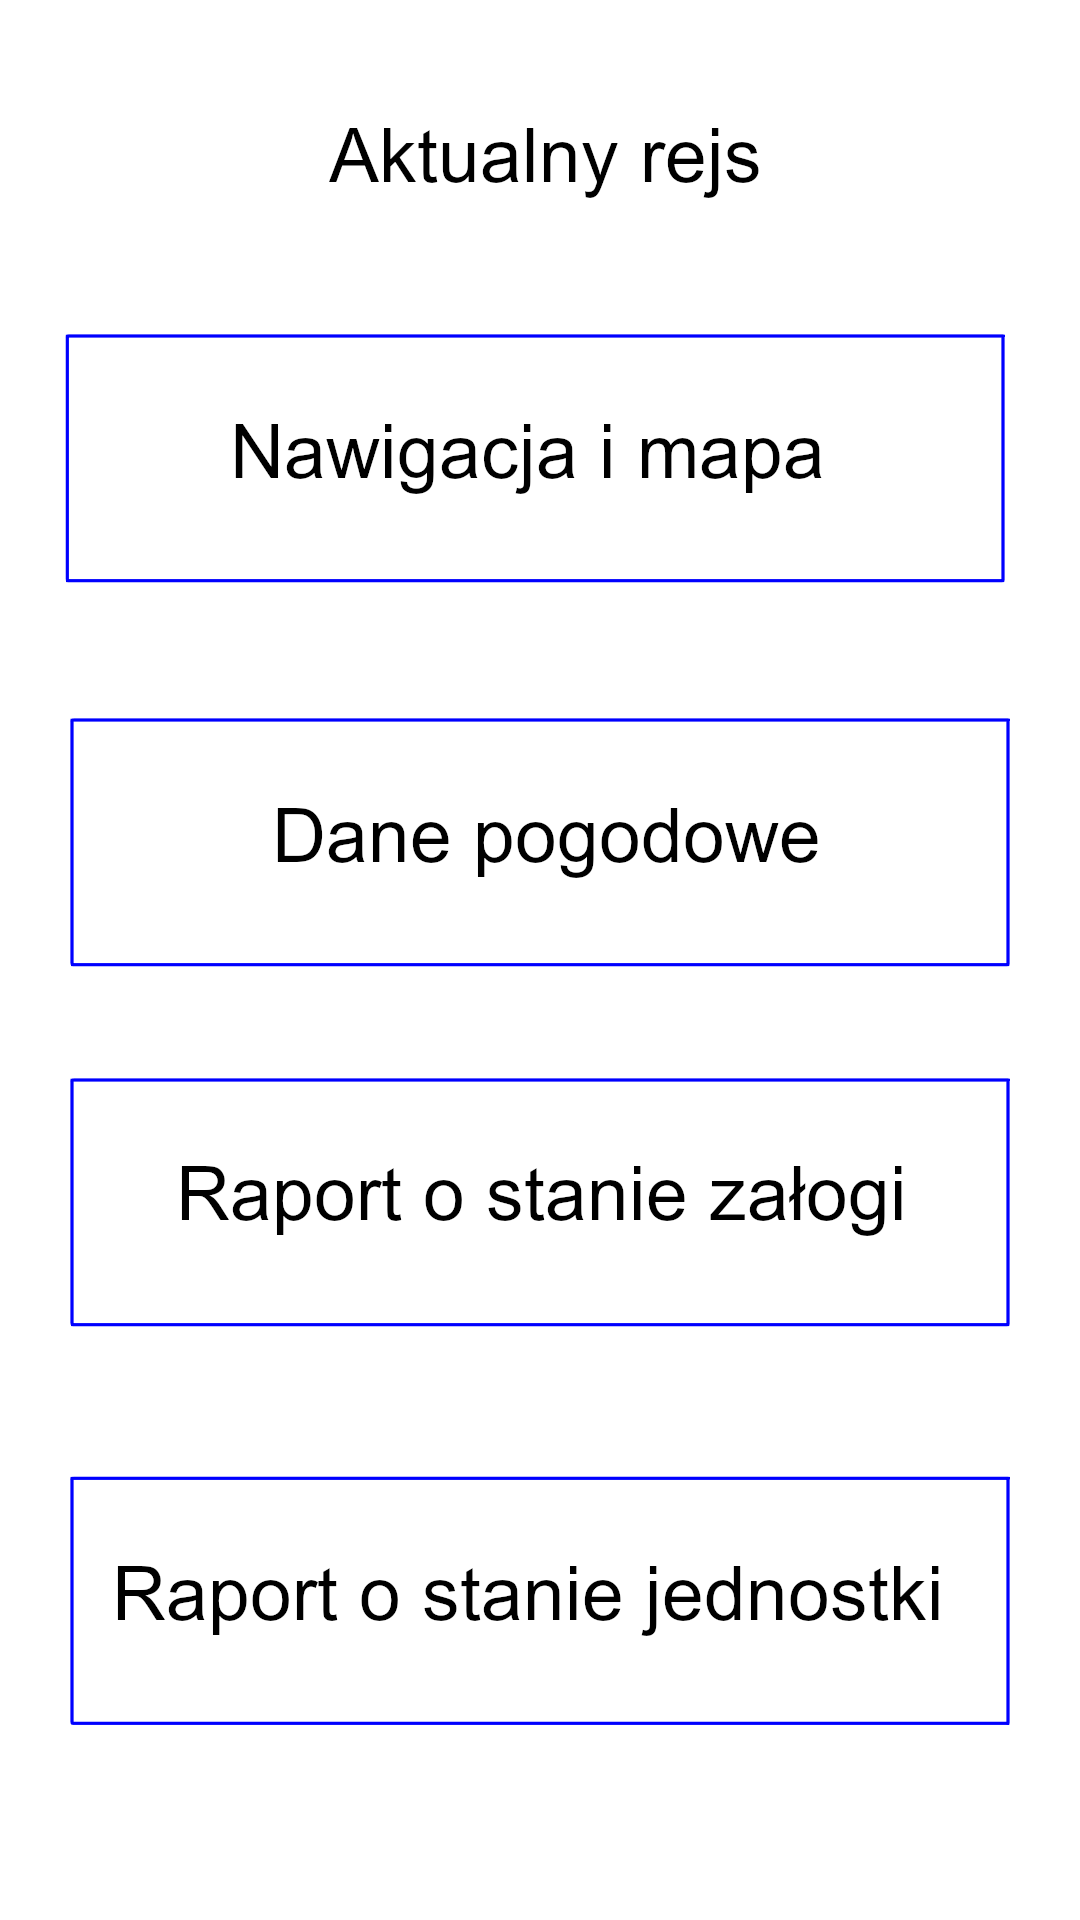 Aktualny rejs
Nawigacja i mapa
Dane pogodowe
Raport o stanie załogi
Raport o stanie jednostki